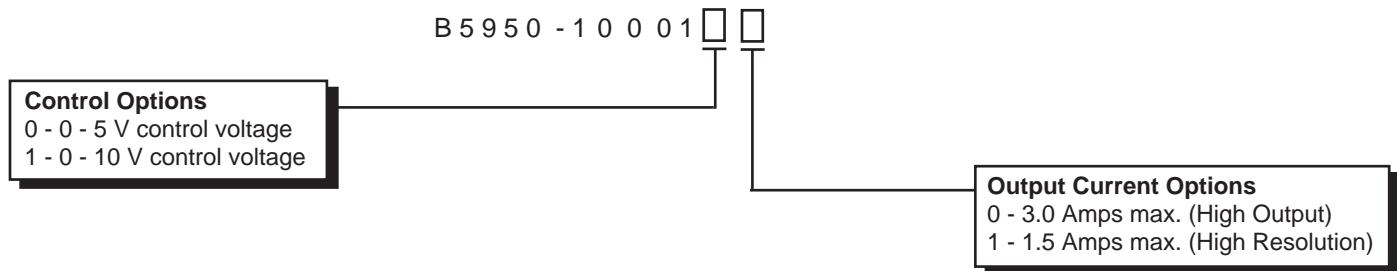 B5950-10001
Control Options
0 - 0 - 5 V control voltage
1 - 0 - 10 V control voltage
Output Current Options
0 - 3.0 Amps max. (High Output)
1 - 1.5 Amps max. (High Resolution)